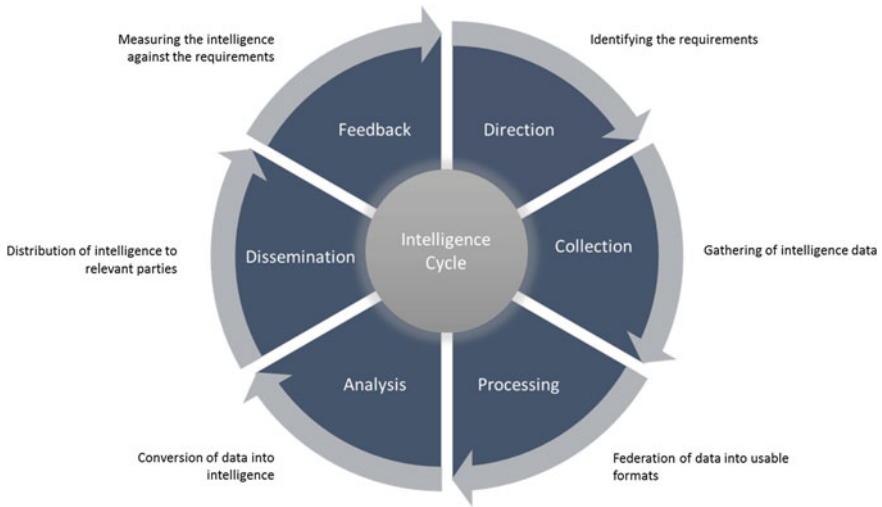 Measuring the intelligence
against the requirements
Identifying the requirements
Feedback
Direction
Intelligence
Cycle
Dissemination
Collection
Distribution of intelligence to
relevant parties
Gathering of intelligence data
Analysis
Processing
Conversion of data into
intelligence
Federation of data into usable
formats